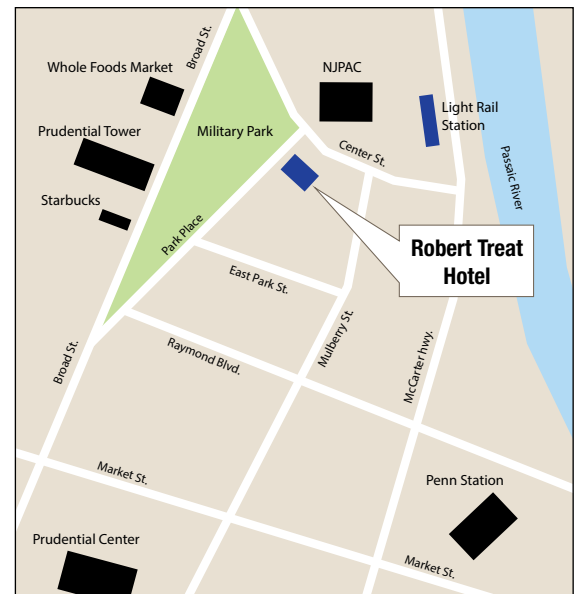 Broad St.
Whole Foods Market
NJPAC
Light Rail
Station
Prudential Tower
Military Park
Center St.
Passaic River
Starbucks
Park Place
Robert Treat
Hotel
East Park St.
Mulberry St.
McCarter hwy.
Broad St.
Raymond Blvd.
Market St.
Penn Station
Prudential Center
Market St.